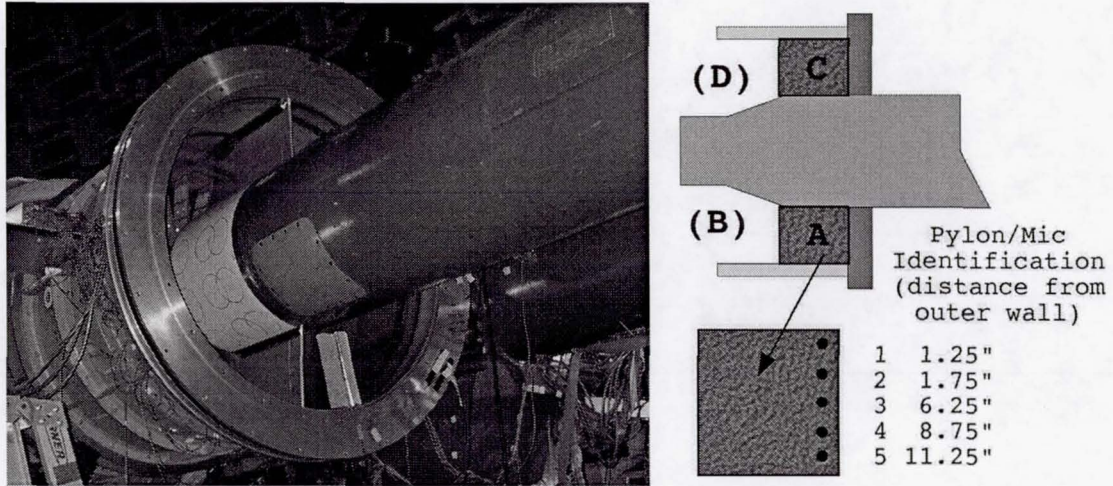 (D)
C
(B)
A
Pylon/Mic
Identification
(distance from
outer wall)
1 1.25"
2 1.75"
3 6.25"
4 8.75"
5 11.25"
NER